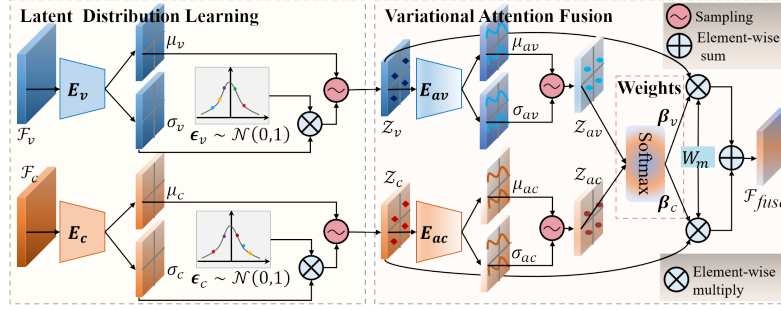 Latent Distribution Learning
Variational Attention Fusion
Sampling
Element-wise
sum
μ_v
E_v
σ_v
ϵ_v ~ 𝒩(0,1)
ℱ_v
𝒵_v
μ_av
E_av
σ_av
𝒵_av
Weights
Softmax
β_v
W_m
β_c
ℱ_fuse
ℱ_c
μ_c
E_c
σ_c
ϵ_c ~ 𝒩(0,1)
𝒵_c
μ_ac
E_ac
σ_ac
𝒵_ac
Element-wise
multiply